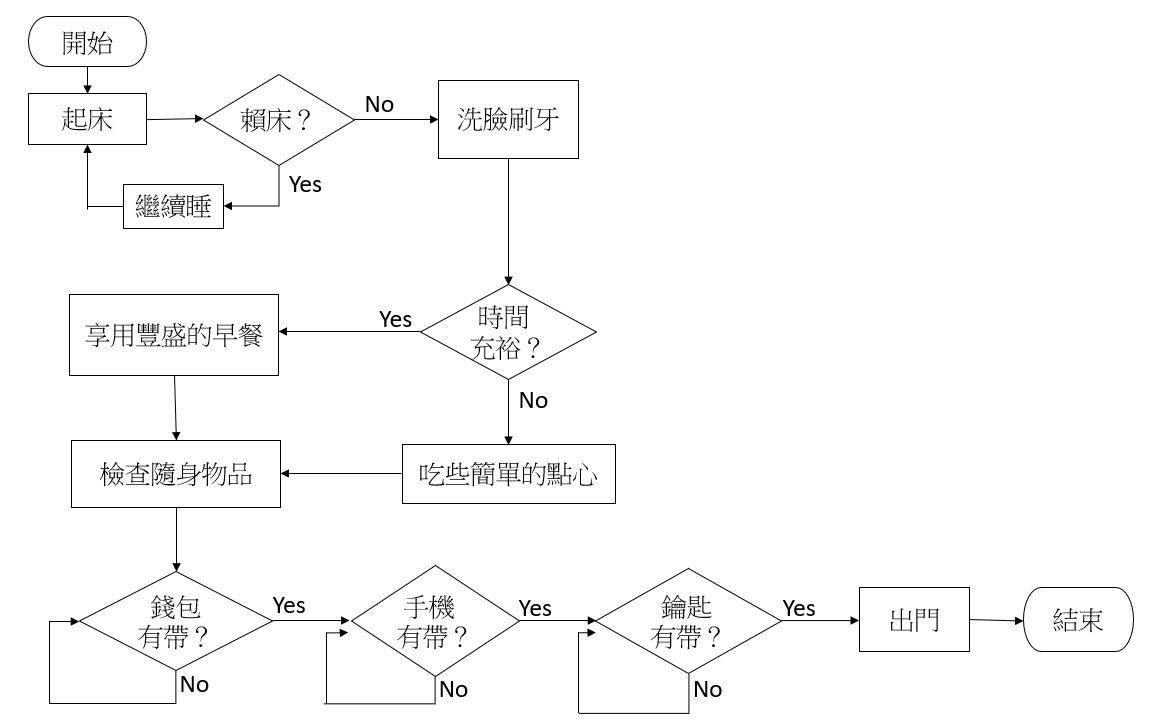 開始
起床
賴床？
No
洗臉刷牙
Yes
繼續睡
時間
充裕？
Yes
享用豐盛的早餐
No
吃些簡單的點心
檢查隨身物品
錢包
有帶？
Yes
No
手機
有帶？
Yes
No
鑰匙
有帶？
Yes
No
出門
結束